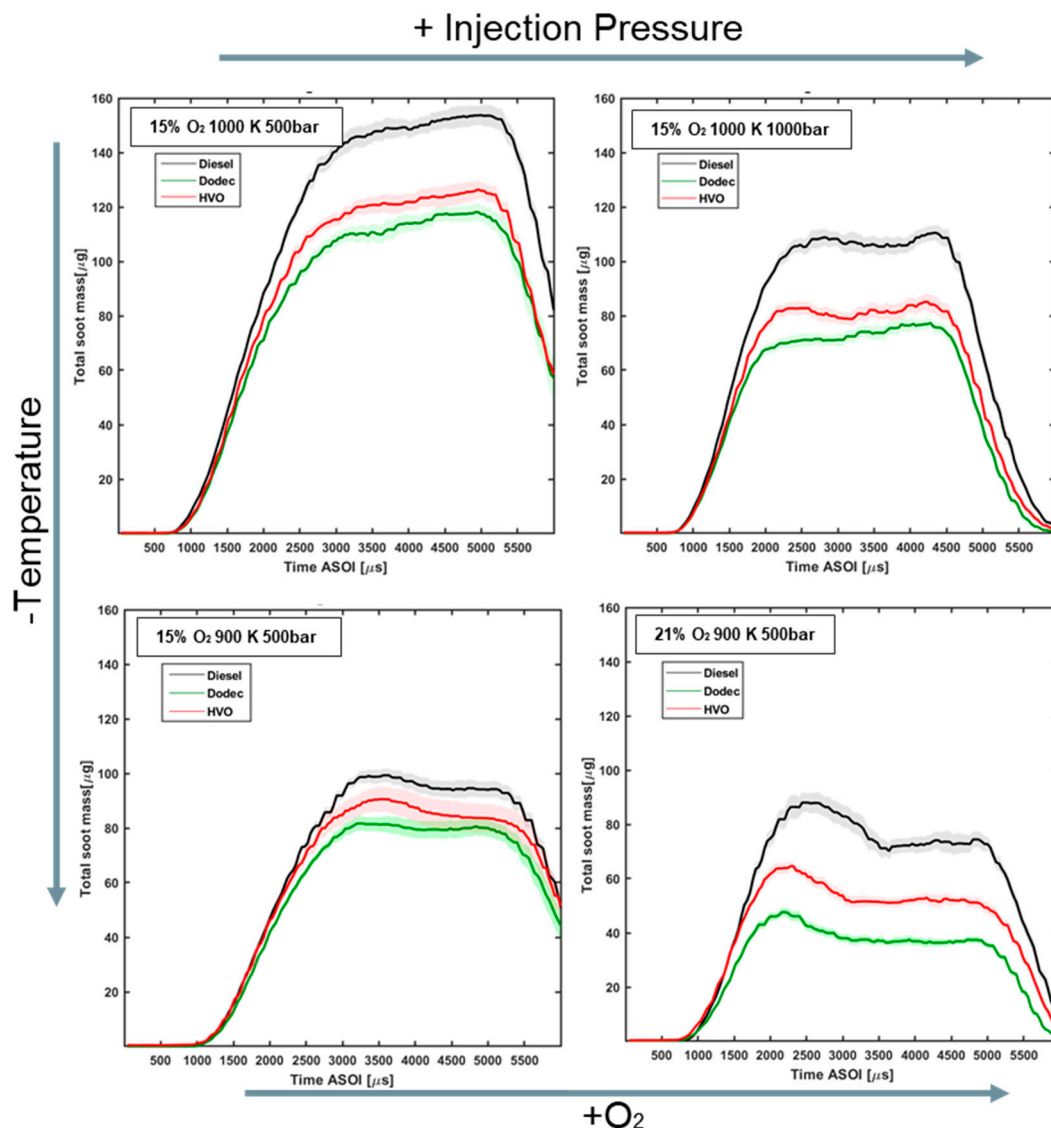 + Injection Pressure
-Temperature
15% O₂ 1000 K 500bar
Diesel
Dodec
HVO
Total soot mass[μg]
160
140
120
100
80
60
40
20
500 1000 1500 2000 2500 3000 3500 4000 4500 5000 5500
Time ASOI [μs]
15% O₂ 1000 K 1000bar
Diesel
Dodec
HVO
Total soot mass[μg]
160
140
120
100
80
60
40
20
500 1000 1500 2000 2500 3000 3500 4000 4500 5000 5500
Time ASOI [μs]
15% O₂ 900 K 500bar
Diesel
Dodec
HVO
Total soot mass[μg]
160
140
120
100
80
60
40
20
500 1000 1500 2000 2500 3000 3500 4000 4500 5000 5500
Time ASOI [μs]
21% O₂ 900 K 500bar
Diesel
Dodec
HVO
Total soot mass[μg]
160
140
120
100
80
60
40
20
500 1000 1500 2000 2500 3000 3500 4000 4500 5000 5500
Time ASOI [μs]
+O₂